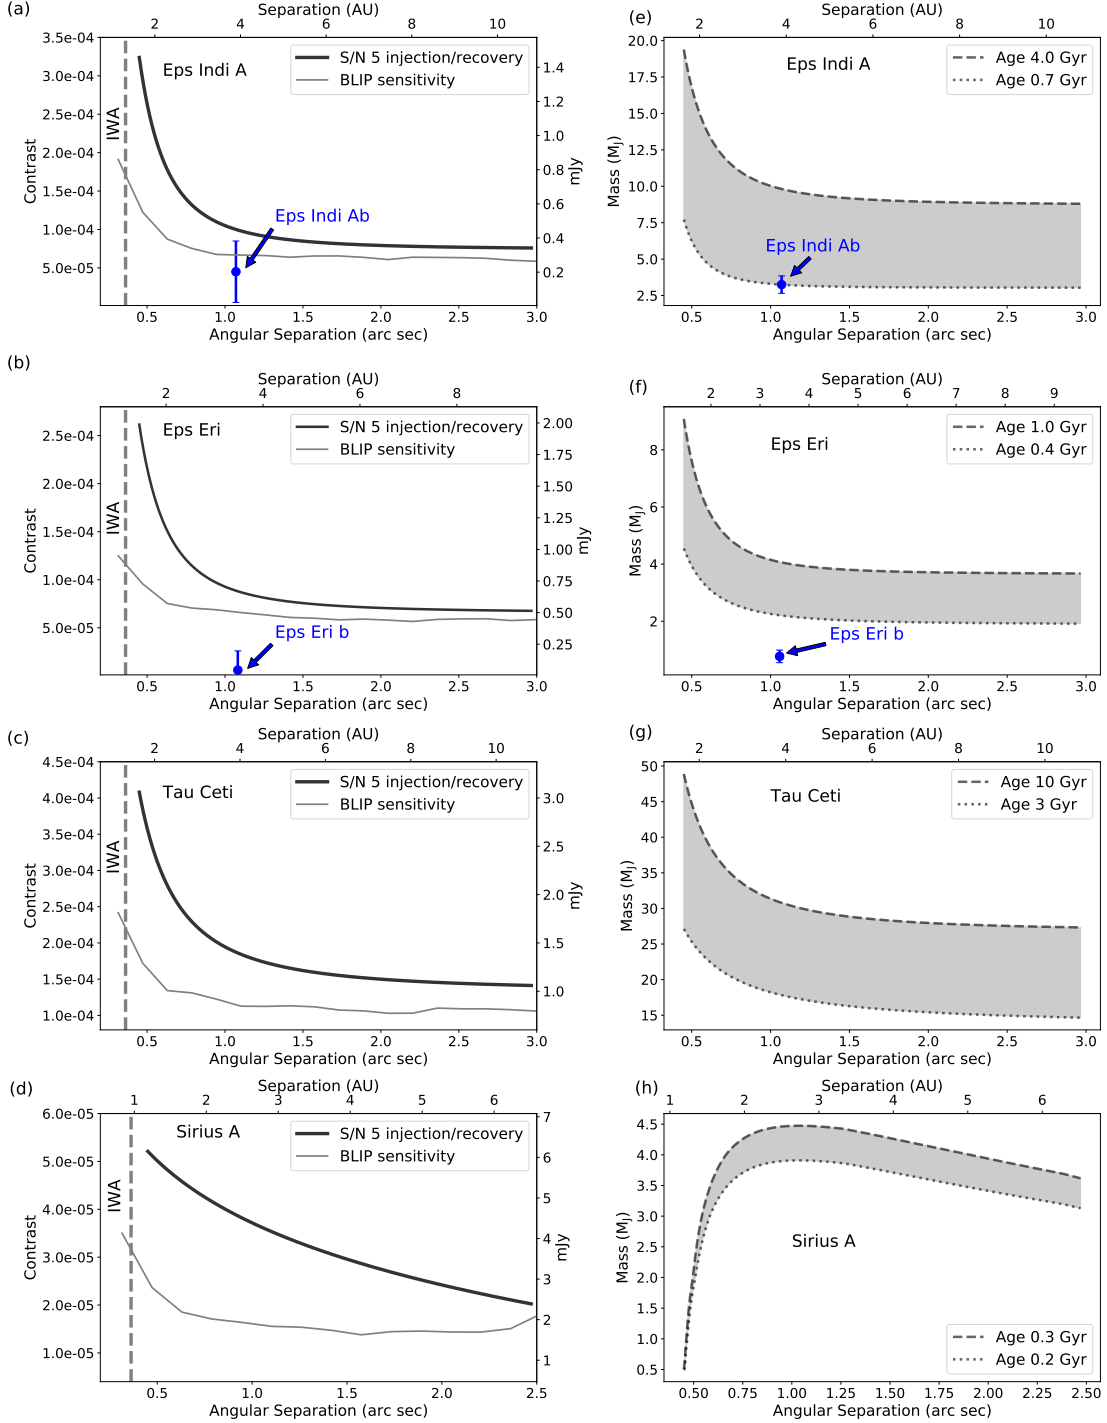 (a)
Separation (AU)
2 4 6 8 10
3.5e-04
3.0e-04
2.5e-04
2.0e-04
1.5e-04
1.0e-04
5.0e-05
Contrast
IWA
Eps Indi A
S/N 5 injection/recovery
BLIP sensitivity
Eps Indi Ab
1.4
1.2
1.0
0.8
0.6
0.4
0.2
mJy
0.5 1.0 1.5 2.0 2.5 3.0
Angular Separation (arc sec)
(e)
Separation (AU)
2 4 6 8 10
20.0
17.5
15.0
12.5
10.0
7.5
5.0
2.5
Mass (MJ)
Eps Indi A
Age 4.0 Gyr
Age 0.7 Gyr
Eps Indi Ab
0.5 1.0 1.5 2.0 2.5 3.0
Angular Separation (arc sec)
(b)
Separation (AU)
2 4 6 8
2.5e-04
2.0e-04
1.5e-04
1.0e-04
5.0e-05
Contrast
IWA
Eps Eri
S/N 5 injection/recovery
BLIP sensitivity
Eps Eri b
2.00
1.75
1.50
1.25
1.00
0.75
0.50
0.25
mJy
0.5 1.0 1.5 2.0 2.5 3.0
Angular Separation (arc sec)
(f)
Separation (AU)
2 3 4 5 6 7 8 9
8
6
4
2
Mass (MJ)
Eps Eri
Age 1.0 Gyr
Age 0.4 Gyr
Eps Eri b
0.5 1.0 1.5 2.0 2.5 3.0
Angular Separation (arc sec)
(c)
Separation (AU)
2 4 6 8 10
4.5e-04
4.0e-04
3.5e-04
3.0e-04
2.5e-04
2.0e-04
1.5e-04
1.0e-04
Contrast
IWA
Tau Ceti
S/N 5 injection/recovery
BLIP sensitivity
3.0
2.5
2.0
1.5
1.0
mJy
0.5 1.0 1.5 2.0 2.5 3.0
Angular Separation (arc sec)
(g)
Separation (AU)
2 4 6 8 10
50
45
40
35
30
25
20
15
Mass (MJ)
Tau Ceti
Age 10 Gyr
Age 3 Gyr
0.5 1.0 1.5 2.0 2.5 3.0
Angular Separation (arc sec)
(d)
Separation (AU)
1 2 3 4 5 6
6.0e-05
5.0e-05
4.0e-05
3.0e-05
2.0e-05
1.0e-05
Contrast
IWA
Sirius A
S/N 5 injection/recovery
BLIP sensitivity
7
6
5
4
3
2
1
mJy
0.5 1.0 1.5 2.0 2.5
Angular Separation (arc sec)
(h)
Separation (AU)
1 2 3 4 5 6
4.5
4.0
3.5
3.0
2.5
2.0
1.5
1.0
0.5
Mass (MJ)
Sirius A
Age 0.3 Gyr
Age 0.2 Gyr
0.50 0.75 1.00 1.25 1.50 1.75 2.00 2.25 2.50
Angular Separation (arc sec)